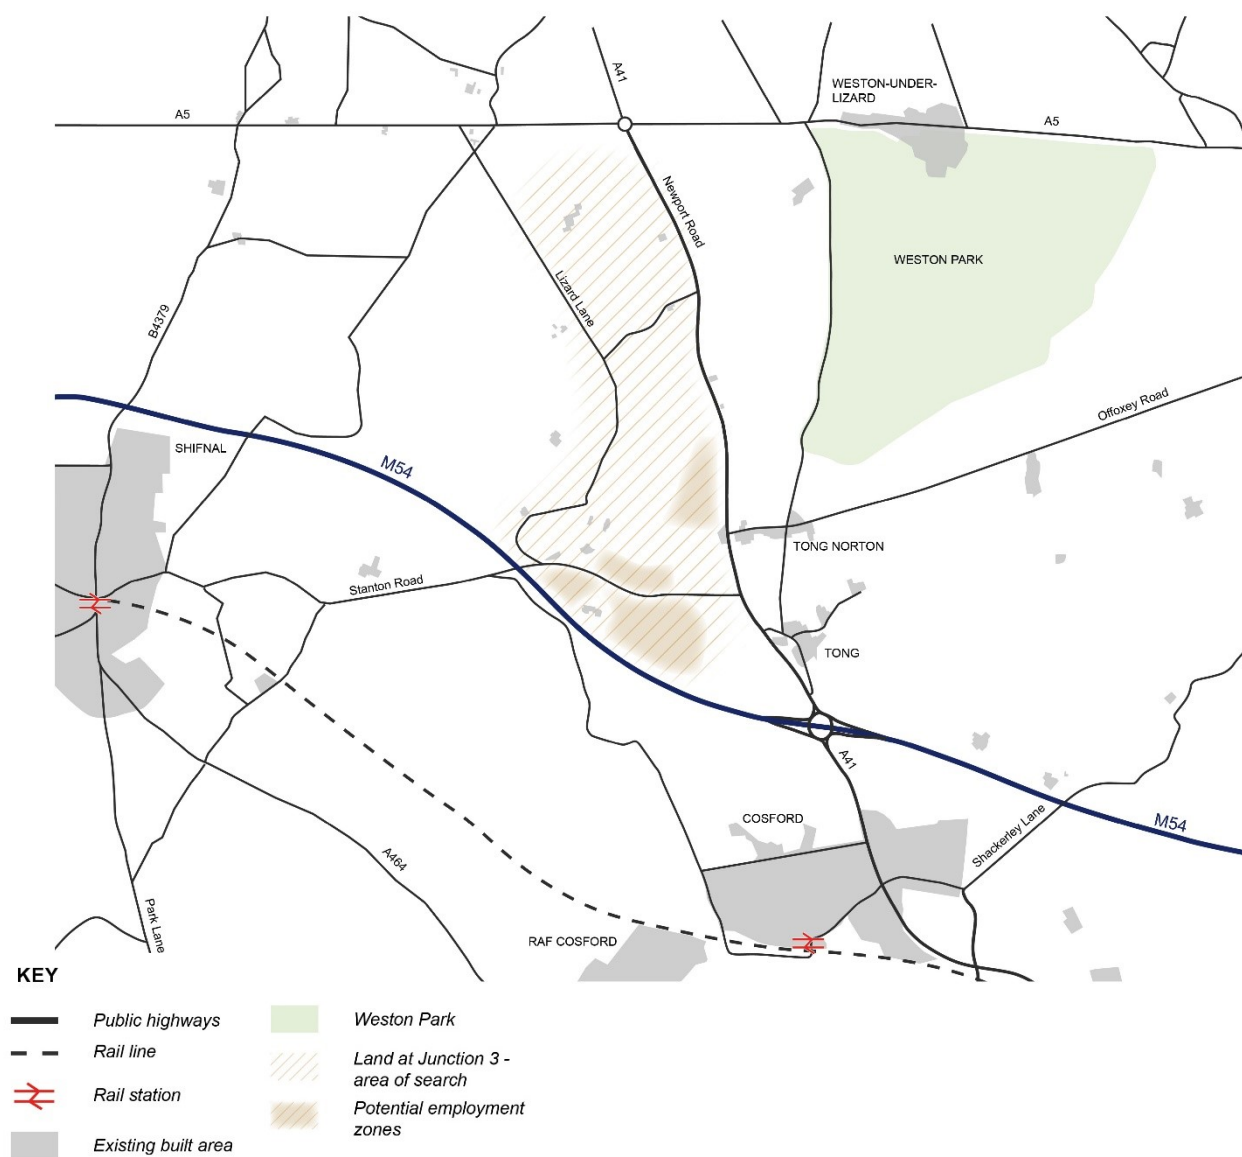 A41
WESTON-UNDER-
LIZARD
A5
A5
Newport Road
WESTON PARK
Lizard Lane
B4379
Offoxey Road
SHIFNAL
M54
TONG NORTON
Stanton Road
TONG
A41
COSFORD
M54
Shackerley Lane
A464
Park Lane
RAF COSFORD
KEY
Public highways
Rail line
Rail station
Existing built area
Weston Park
Land at Junction 3 -
area of search
Potential employment
zones